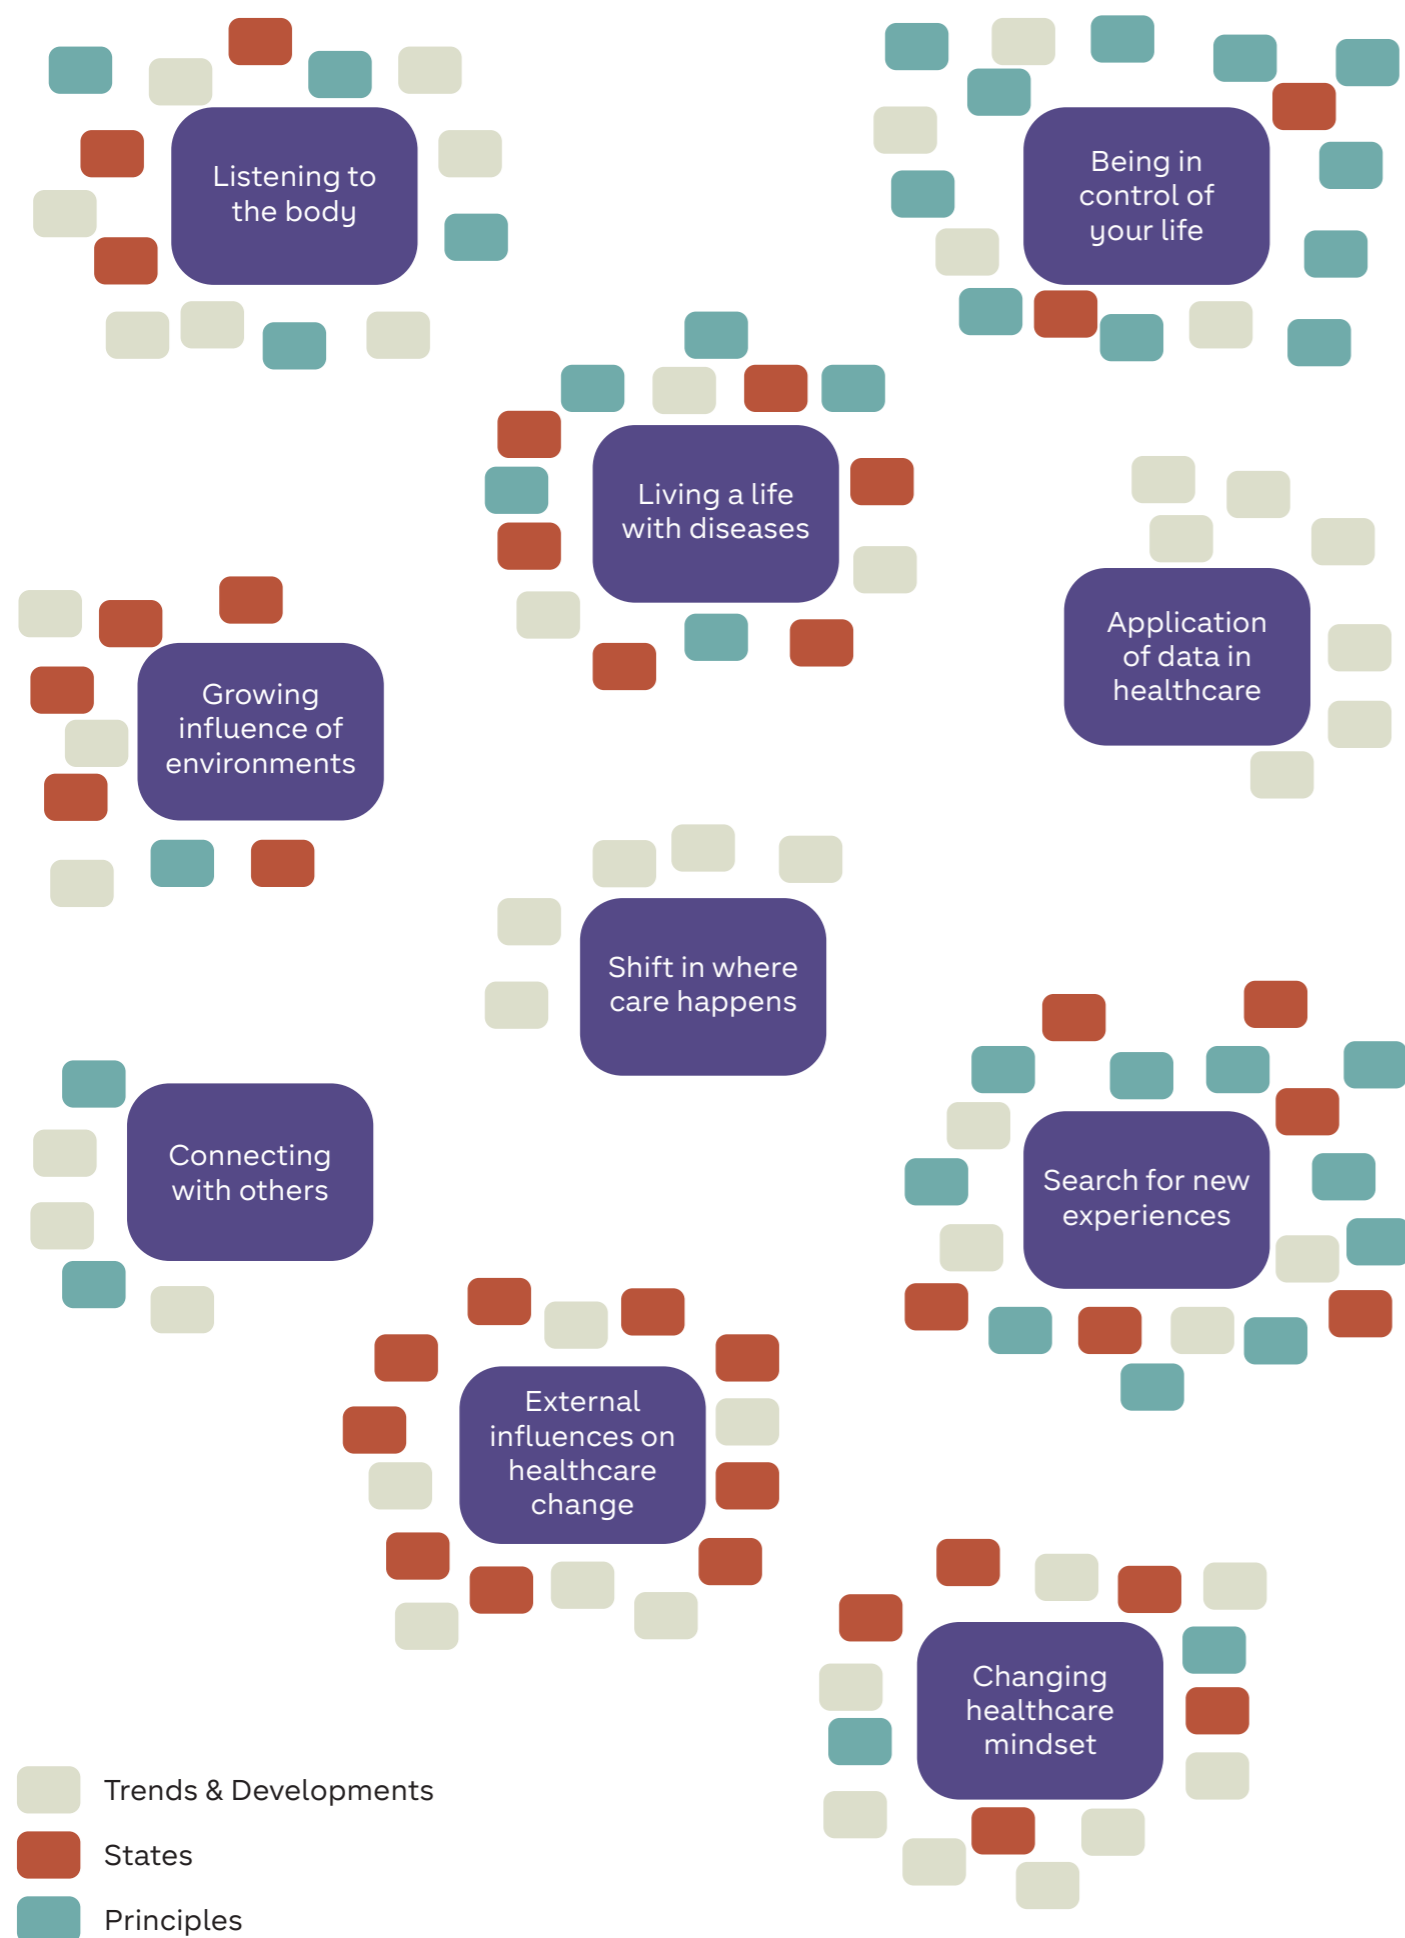 Listening to
the body
Being in
control of
your life
Living a life
with diseases
Application
of data in
healthcare
Growing
influence of
environments
Shift in where
care happens
Connecting
with others
Search for new
experiences
External
influences on
healthcare
change
Changing
healthcare
mindset
Trends & Developments
States
Principles